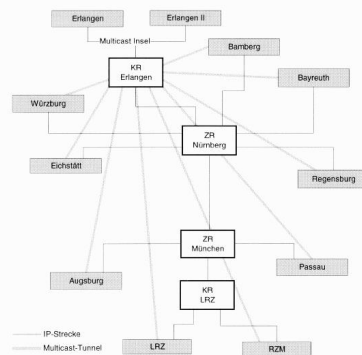 Erlangen
Erlangen II
Multicast Insel
KR
Erlangen
Bamberg
Bayreuth
Würzburg
ZR
Nürnberg
Eichstätt
Regensburg
ZR
München
Augsburg
Passau
KR
LRZ
IP-Strecke
Multicast-Tunnel
LRZ
RZM